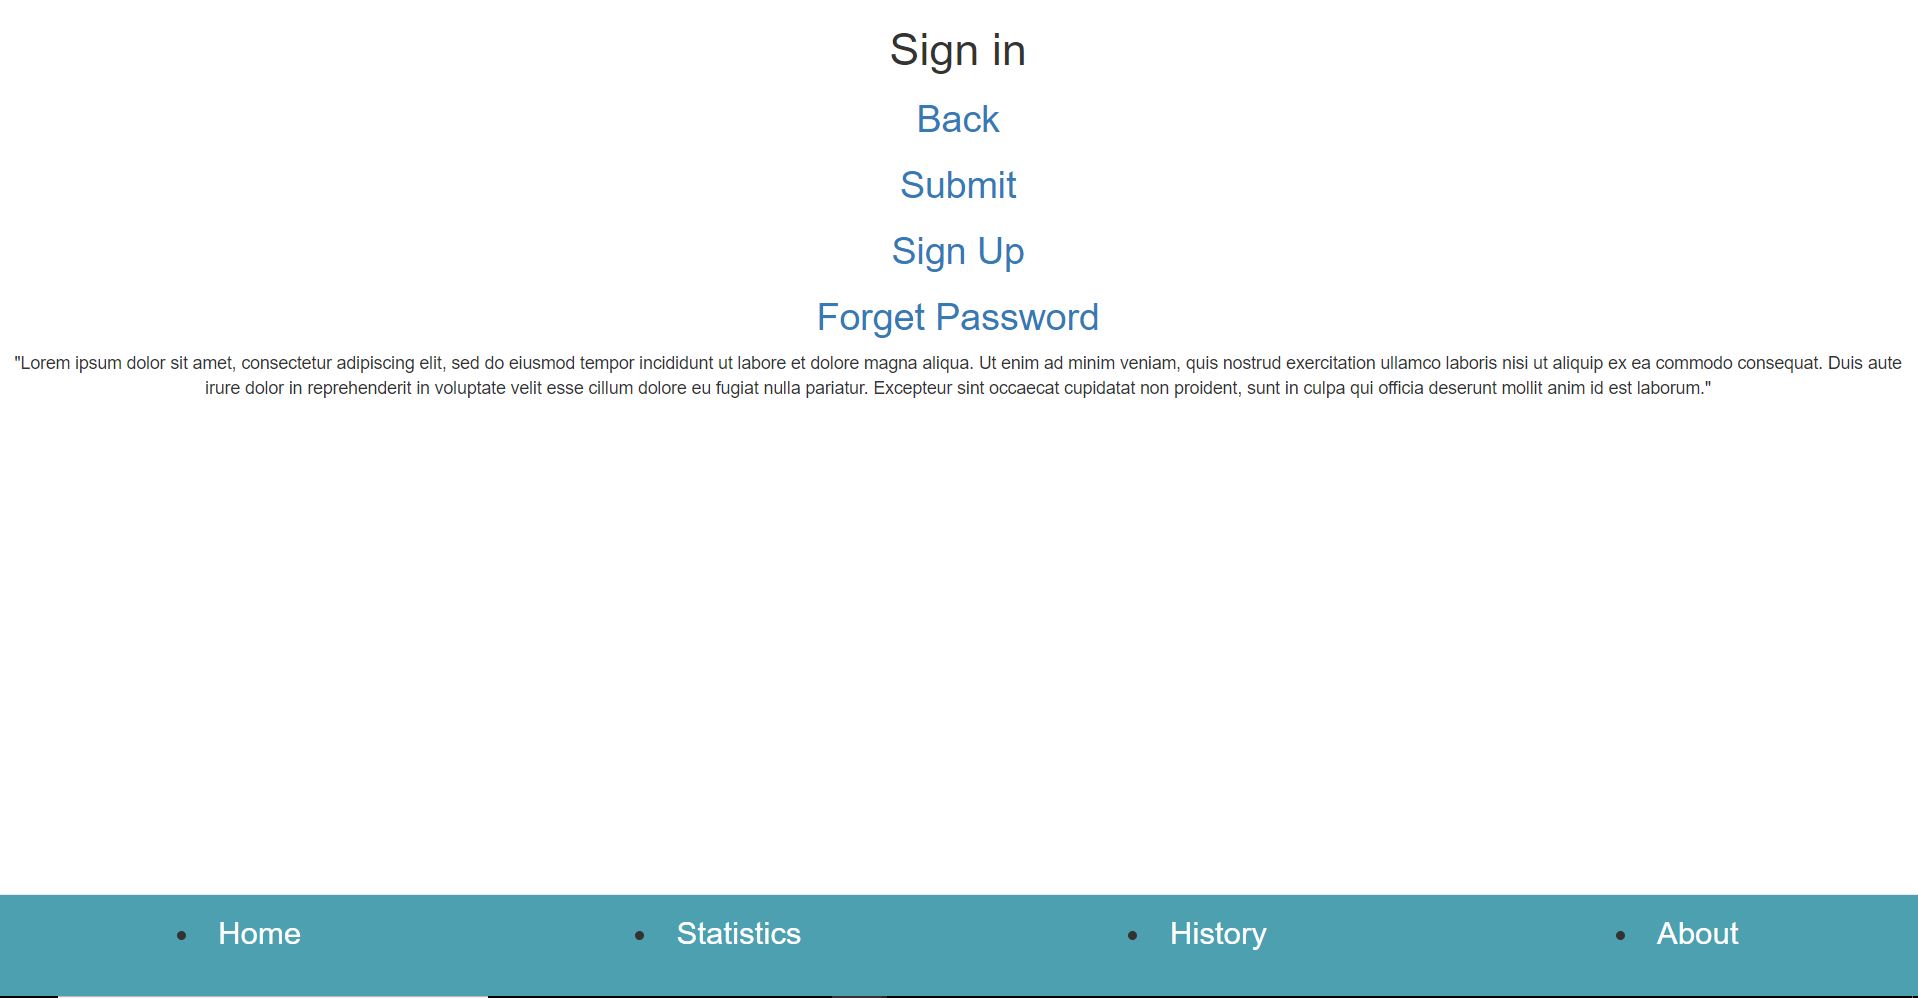 Sign in
Back
Submit
Sign Up
Forget Password
"Lorem ipsum dolor sit amet, consectetur adipiscing elit, sed do eiusmod tempor incididunt ut labore et dolore magna aliqua. Ut enim ad minim veniam, quis nostrud exercitation ullamco laboris nisi ut aliquip ex ea commodo consequat. Duis aute
irure dolor in reprehenderit in voluptate velit esse cillum dolore eu fugiat nulla pariatur. Excepteur sint occaecat cupidatat non proident, sunt in culpa qui officia deserunt mollit anim id est laborum."
• Home • Statistics • History • About